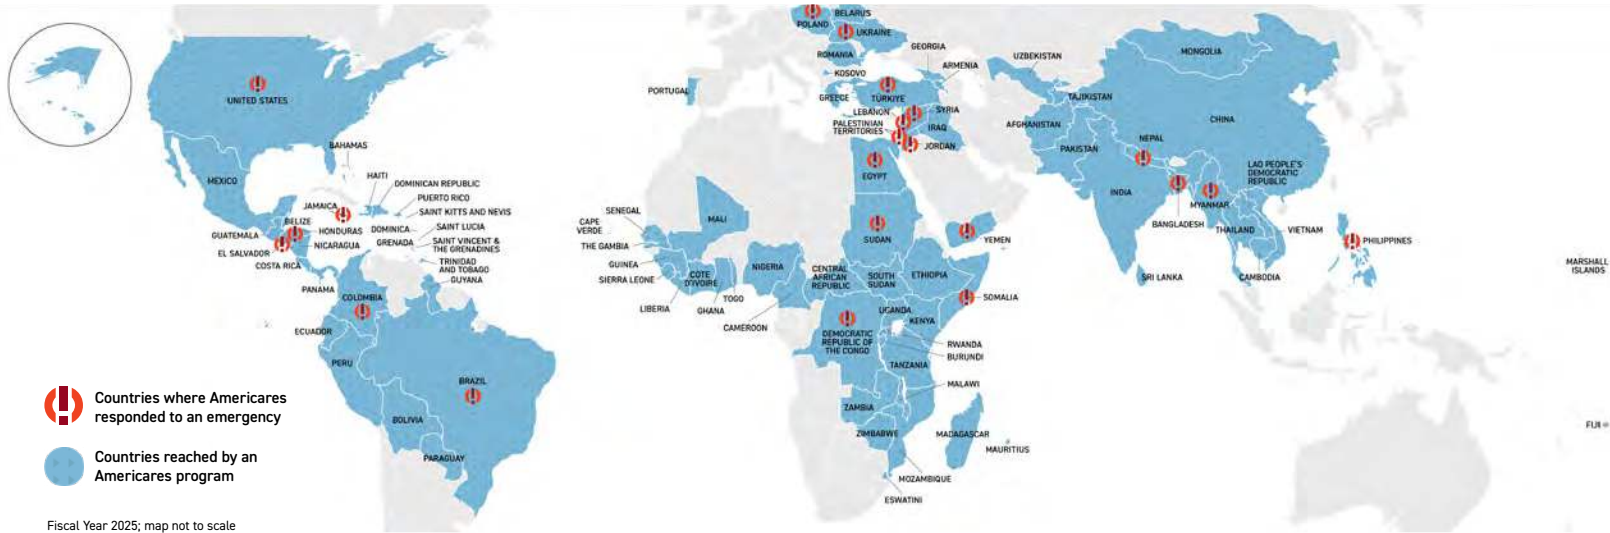 UNITED STATES
MEXICO
BAHAMAS
HAITI
DOMINICAN REPUBLIC
PUERTO RICO
SAINT KITTS AND NEVIS
JAMAICA
BELIZE
HONDURAS
DOMINICA
SAINT LUCIA
GUATEMALA
NICARAGUA
GRENADA
SAINT VINCENT &
THE GRENADINES
EL SALVADOR
COSTA RICA
TRINIDAD
AND TOBAGO
GUYANA
PANAMA
COLOMBIA
ECUADOR
PERU
BRAZIL
BOLIVIA
PARAGUAY
POLAND
BELARUS
UKRAINE
ROMANIA
GEORGIA
KOSOVO
ARMENIA
PORTUGAL
GREECE
TÜRKIYE
LEBANON
SYRIA
PALESTINIAN
TERRITORIES
IRAQ
JORDAN
EGYPT
SENEGAL
CAPE
VERDE
MALI
SUDAN
YEMEN
THE GAMBIA
GUINEA
SIERRA LEONE
COTE
D'IVOIRE
NIGERIA
CENTRAL
AFRICAN
REPUBLIC
SOUTH
SUDAN
ETHIOPIA
SOMALIA
LIBERIA
GHANA
TOGO
CAMEROON
UGANDA
KENYA
DEMOCRATIC
REPUBLIC OF
THE CONGO
RWANDA
BURUNDI
TANZANIA
MALAWI
ZAMBIA
ZIMBABWE
MADAGASCAR
MAURITIUS
MOZAMBIQUE
ESWATINI
UZBEKISTAN
MONGOLIA
TAJIKISTAN
AFGHANISTAN
CHINA
PAKISTAN
NEPAL
LAO PEOPLE'S
DEMOCRATIC
REPUBLIC
INDIA
MYANMAR
BANGLADESH
THAILAND
VIETNAM
PHILIPPINES
SRI LANKA
CAMBODIA
MARSHALL
ISLANDS
FIJI
Countries where Americares
responded to an emergency
Countries reached by an
Americares program
Fiscal Year 2025; map not to scale